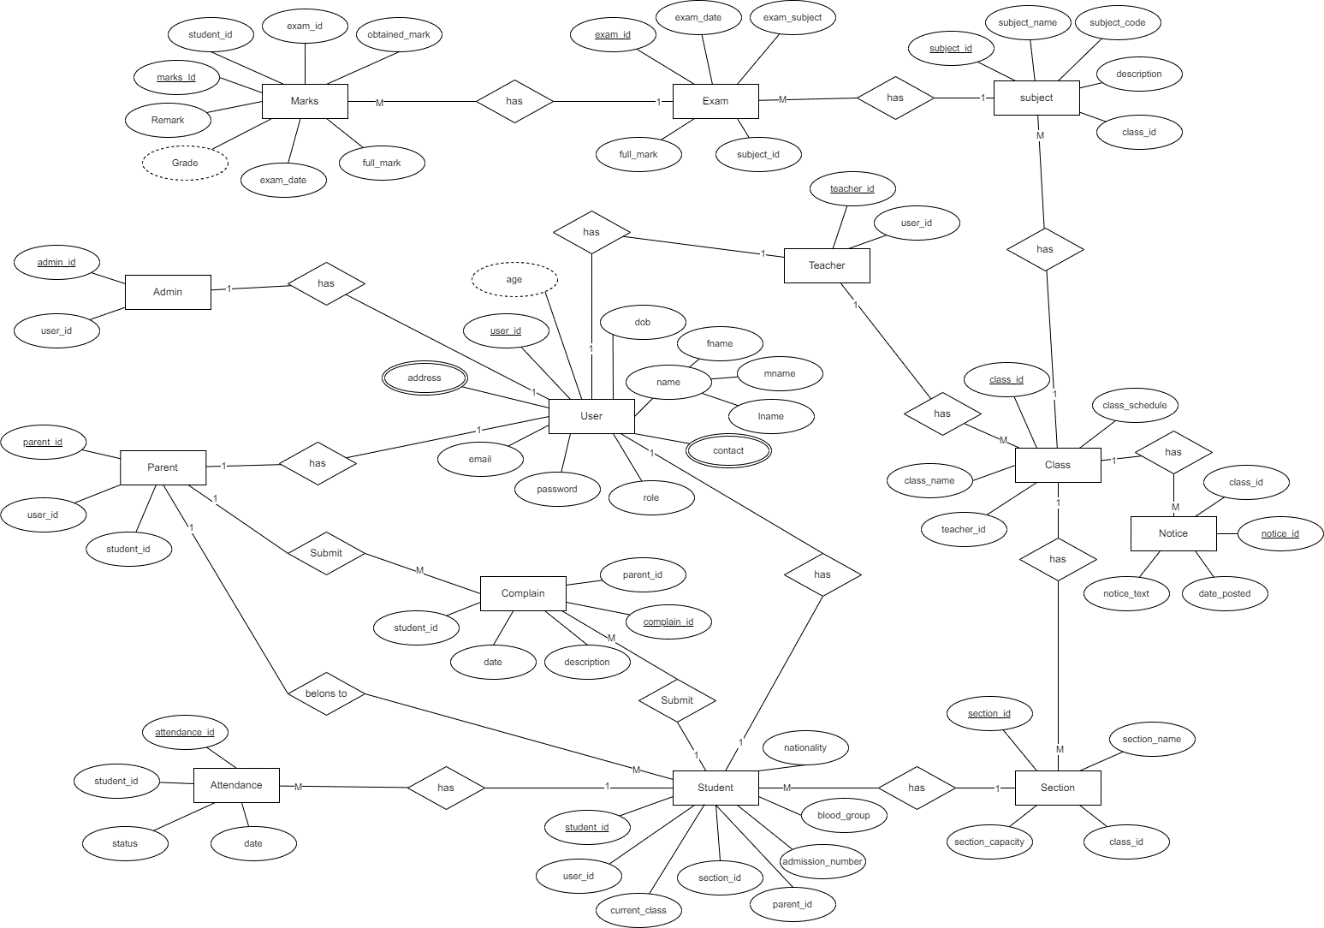 exam_date
exam_subject
exam_id
student_id
obtained_mark
exam_id
subject_name
subject_code
subject_id
marks_Id
description
Marks
M
has
1
Exam
M
has
1
subject
Remark
class_id
M
Grade
exam_date
full_mark
full_mark
subject_id
teacher_id
user_id
has
1
Teacher
has
admin_id
Admin
1
has
user_id
age
user_id
dob
1
1
fname
name
mname
lname
address
1
User
contact
email
password
role
1
1
parent_id
Parent
1
has
user_id
student_id
1
1
class_id
class_schedule
1
has
M
Class
1
has
class_name
teacher_id
1
M
class_id
Notice
notice_id
notice_text
date_posted
has
Submit
M
Complain
parent_id
complain_id
student_id
date
description
M
has
belons to
Submit
1
1
M
section_id
section_name
M
Section
section_capacity
class_id
attendance_id
student_id
Attendance
M
has
1
status
date
nationality
Student
M
has
1
student_id
blood_group
user_id
section_id
admission_number
current_class
parent_id